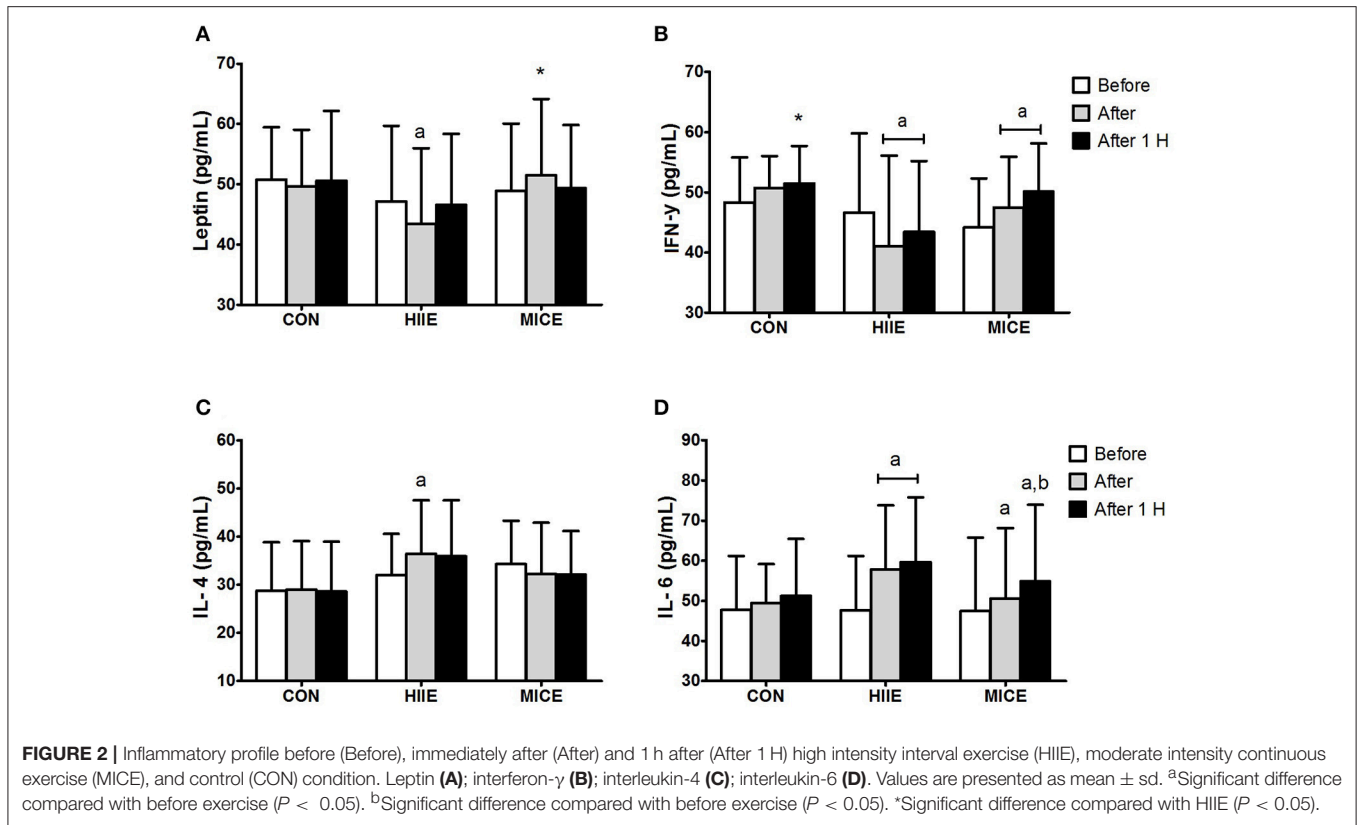 A
70
60
50
40
30
Leptin (pg/mL)
a
*
CON
HIIE
MICE
B
70
60
50
40
30
IFN-y (pg/mL)
*
a
a
CON
HIIE
MICE
Before
After
After 1 H
C
60
50
40
30
20
10
IL- 4 (pg/mL)
a
CON
HIIE
MICE
D
90
80
70
60
50
40
30
IL- 6 (pg/mL)
a
a
a,b
CON
HIIE
MICE
Before
After
After 1 H
FIGURE 2 | Inflammatory profile before (Before), immediately after (After) and 1 h after (After 1 H) high intensity interval exercise (HIIE), moderate intensity continuous
exercise (MICE), and control (CON) condition. Leptin (A); interferon-γ (B); interleukin-4 (C); interleukin-6 (D). Values are presented as mean ± sd. aSignificant difference
compared with before exercise (P < 0.05). bSignificant difference compared with before exercise (P < 0.05). *Significant difference compared with HIIE (P < 0.05).